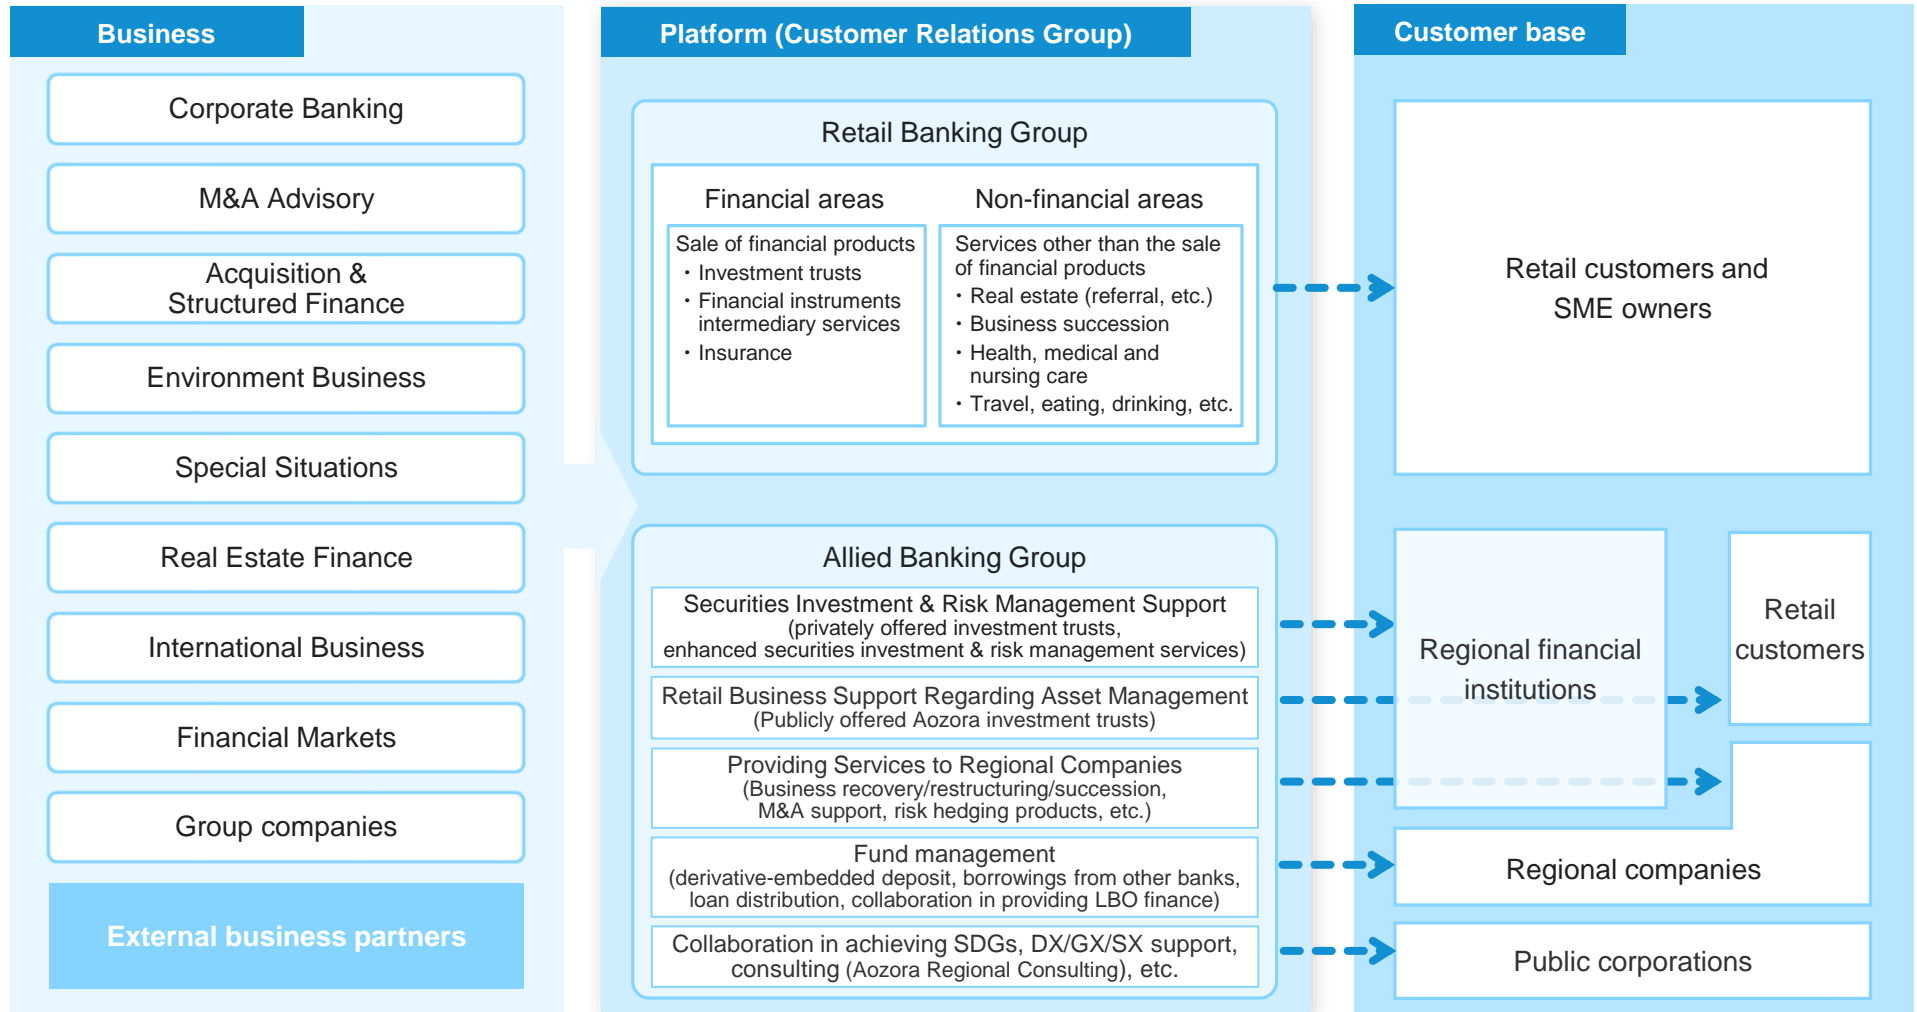 Business
Corporate Banking
M&A Advisory
Acquisition &
Structured Finance
Environment Business
Special Situations
Real Estate Finance
International Business
Financial Markets
Group companies
External business partners
Platform (Customer Relations Group)
Retail Banking Group
Financial areas
Sale of financial products
・Investment trusts
・Financial instruments
intermediary services
・Insurance
Non-financial areas
Services other than the sale
of financial products
・Real estate (referral, etc.)
・Business succession
・Health, medical and
nursing care
・Travel, eating, drinking, etc.
Allied Banking Group
Securities Investment & Risk Management Support
(privately offered investment trusts,
enhanced securities investment & risk management services)
Retail Business Support Regarding Asset Management
(Publicly offered Aozora investment trusts)
Providing Services to Regional Companies
(Business recovery/restructuring/succession,
M&A support, risk hedging products, etc.)
Fund management
(derivative-embedded deposit, borrowings from other banks,
loan distribution, collaboration in providing LBO finance)
Collaboration in achieving SDGs, DX/GX/SX support,
consulting (Aozora Regional Consulting), etc.
Customer base
Retail customers and
SME owners
Regional financial
institutions
Retail
customers
Regional companies
Public corporations